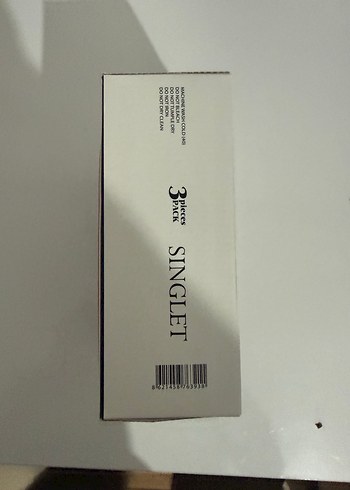 MACHINE WASH COLD (40)
DO NOT BLEACH
DO NOT TUMPLE DRY
DO NOT IRON
DO NOT DRY CLEAN
3 pieces
PACK
SINGLET